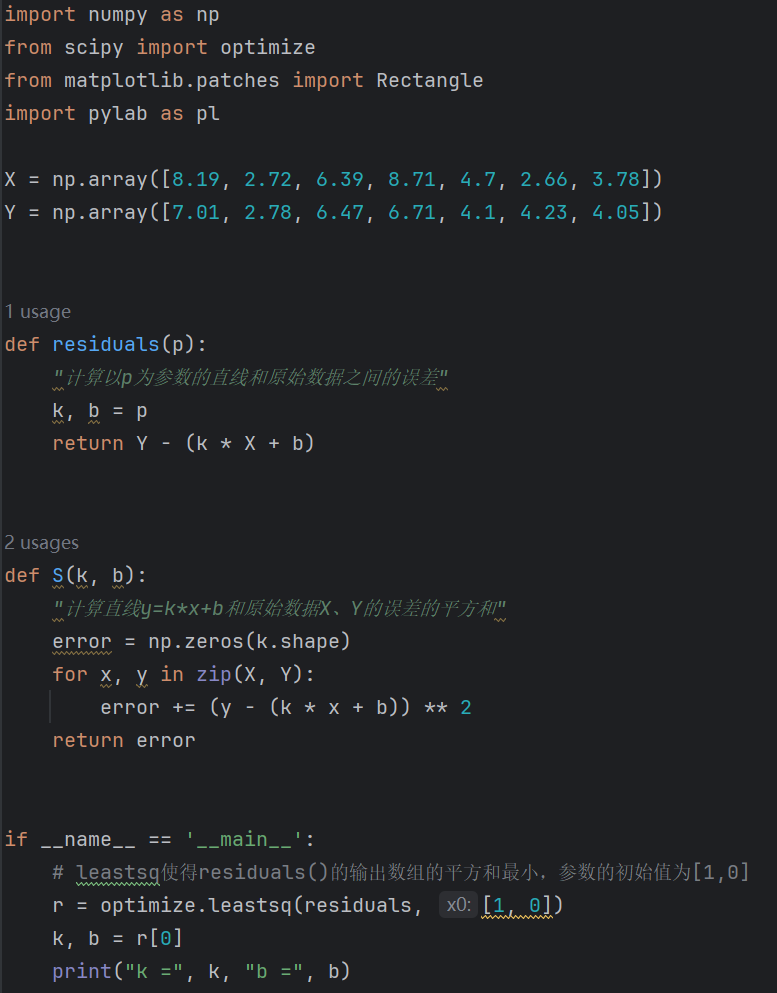 import numpy as np
from scipy import optimize
from matplotlib.patches import Rectangle
import pylab as pl
X = np.array([8.19, 2.72, 6.39, 8.71, 4.7, 2.66, 3.78])
Y = np.array([7.01, 2.78, 6.47, 6.71, 4.1, 4.23, 4.05])
1 usage
def residuals(p):
    "计算以p为参数的直线和原始数据之间的误差"
    k, b = p
    return Y - (k * X + b)
2 usages
def S(k, b):
    "计算直线y=k*x+b和原始数据X、Y的误差的平方和"
    error = np.zeros(k.shape)
    for x, y in zip(X, Y):
        error += (y - (k * x + b)) ** 2
    return error
if __name__ == '__main__':
    # leastsq使得residuals()的输出数组的平方和最小，参数的初始值为[1,0]
    r = optimize.leastsq(residuals, x0: [1, 0])
    k, b = r[0]
    print("k =", k, "b =", b)